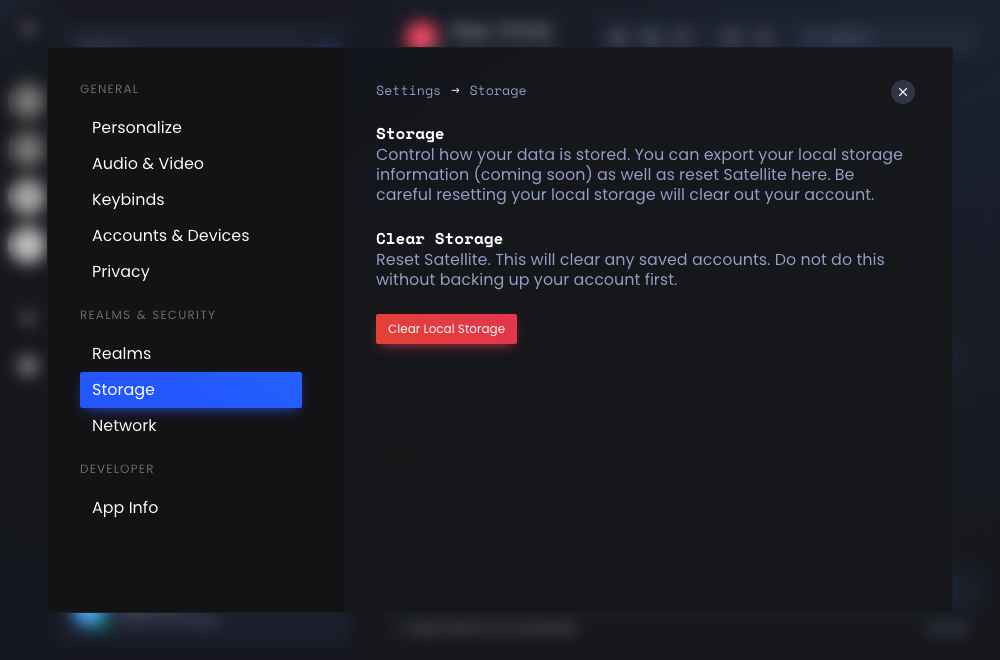 GENERAL
Personalize
Audio & Video
Keybinds
Accounts & Devices
Privacy
REALMS & SECURITY
Realms
Storage
Network
DEVELOPER
App Info
Settings → Storage
Storage
Control how your data is stored. You can export your local storage
information (coming soon) as well as reset Satellite here. Be
careful resetting your local storage will clear out your account.
Clear Storage
Reset Satellite. This will clear any saved accounts. Do not do this
without backing up your account first.
Clear Local Storage